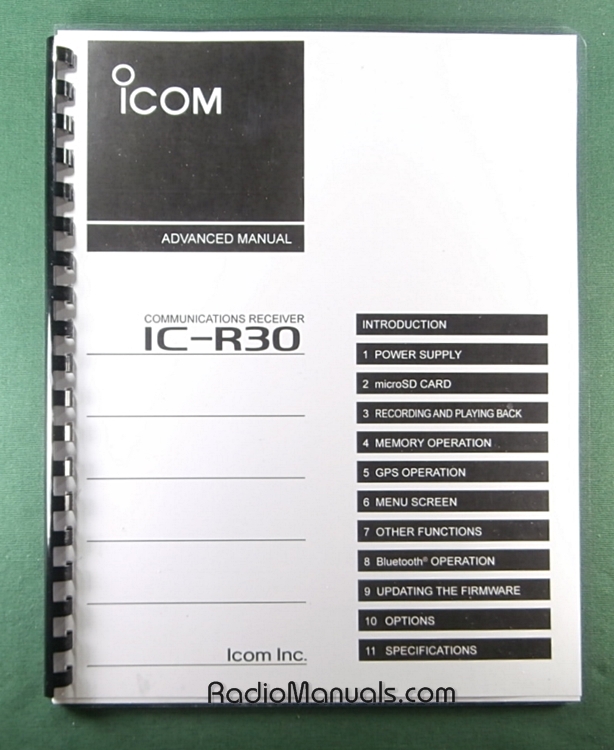 ICOM
ADVANCED MANUAL
COMMUNICATIONS RECEIVER
IC-R30
INTRODUCTION
1 POWER SUPPLY
2 microSD CARD
3 RECORDING AND PLAYING BACK
4 MEMORY OPERATION
5 GPS OPERATION
6 MENU SCREEN
7 OTHER FUNCTIONS
8 Bluetooth® OPERATION
9 UPDATING THE FIRMWARE
10 OPTIONS
11 SPECIFICATIONS
Icom Inc.
RadioManuals.com